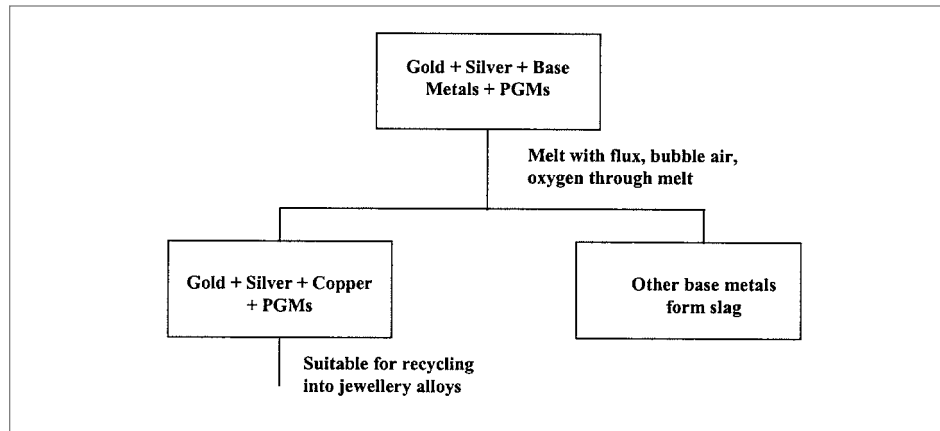 Gold + Silver + Base
Metals + PGMs
Melt with flux, bubble air,
oxygen through melt
Gold + Silver + Copper
+ PGMs
Other base metals
form slag
Suitable for recycling
into jewellery alloys